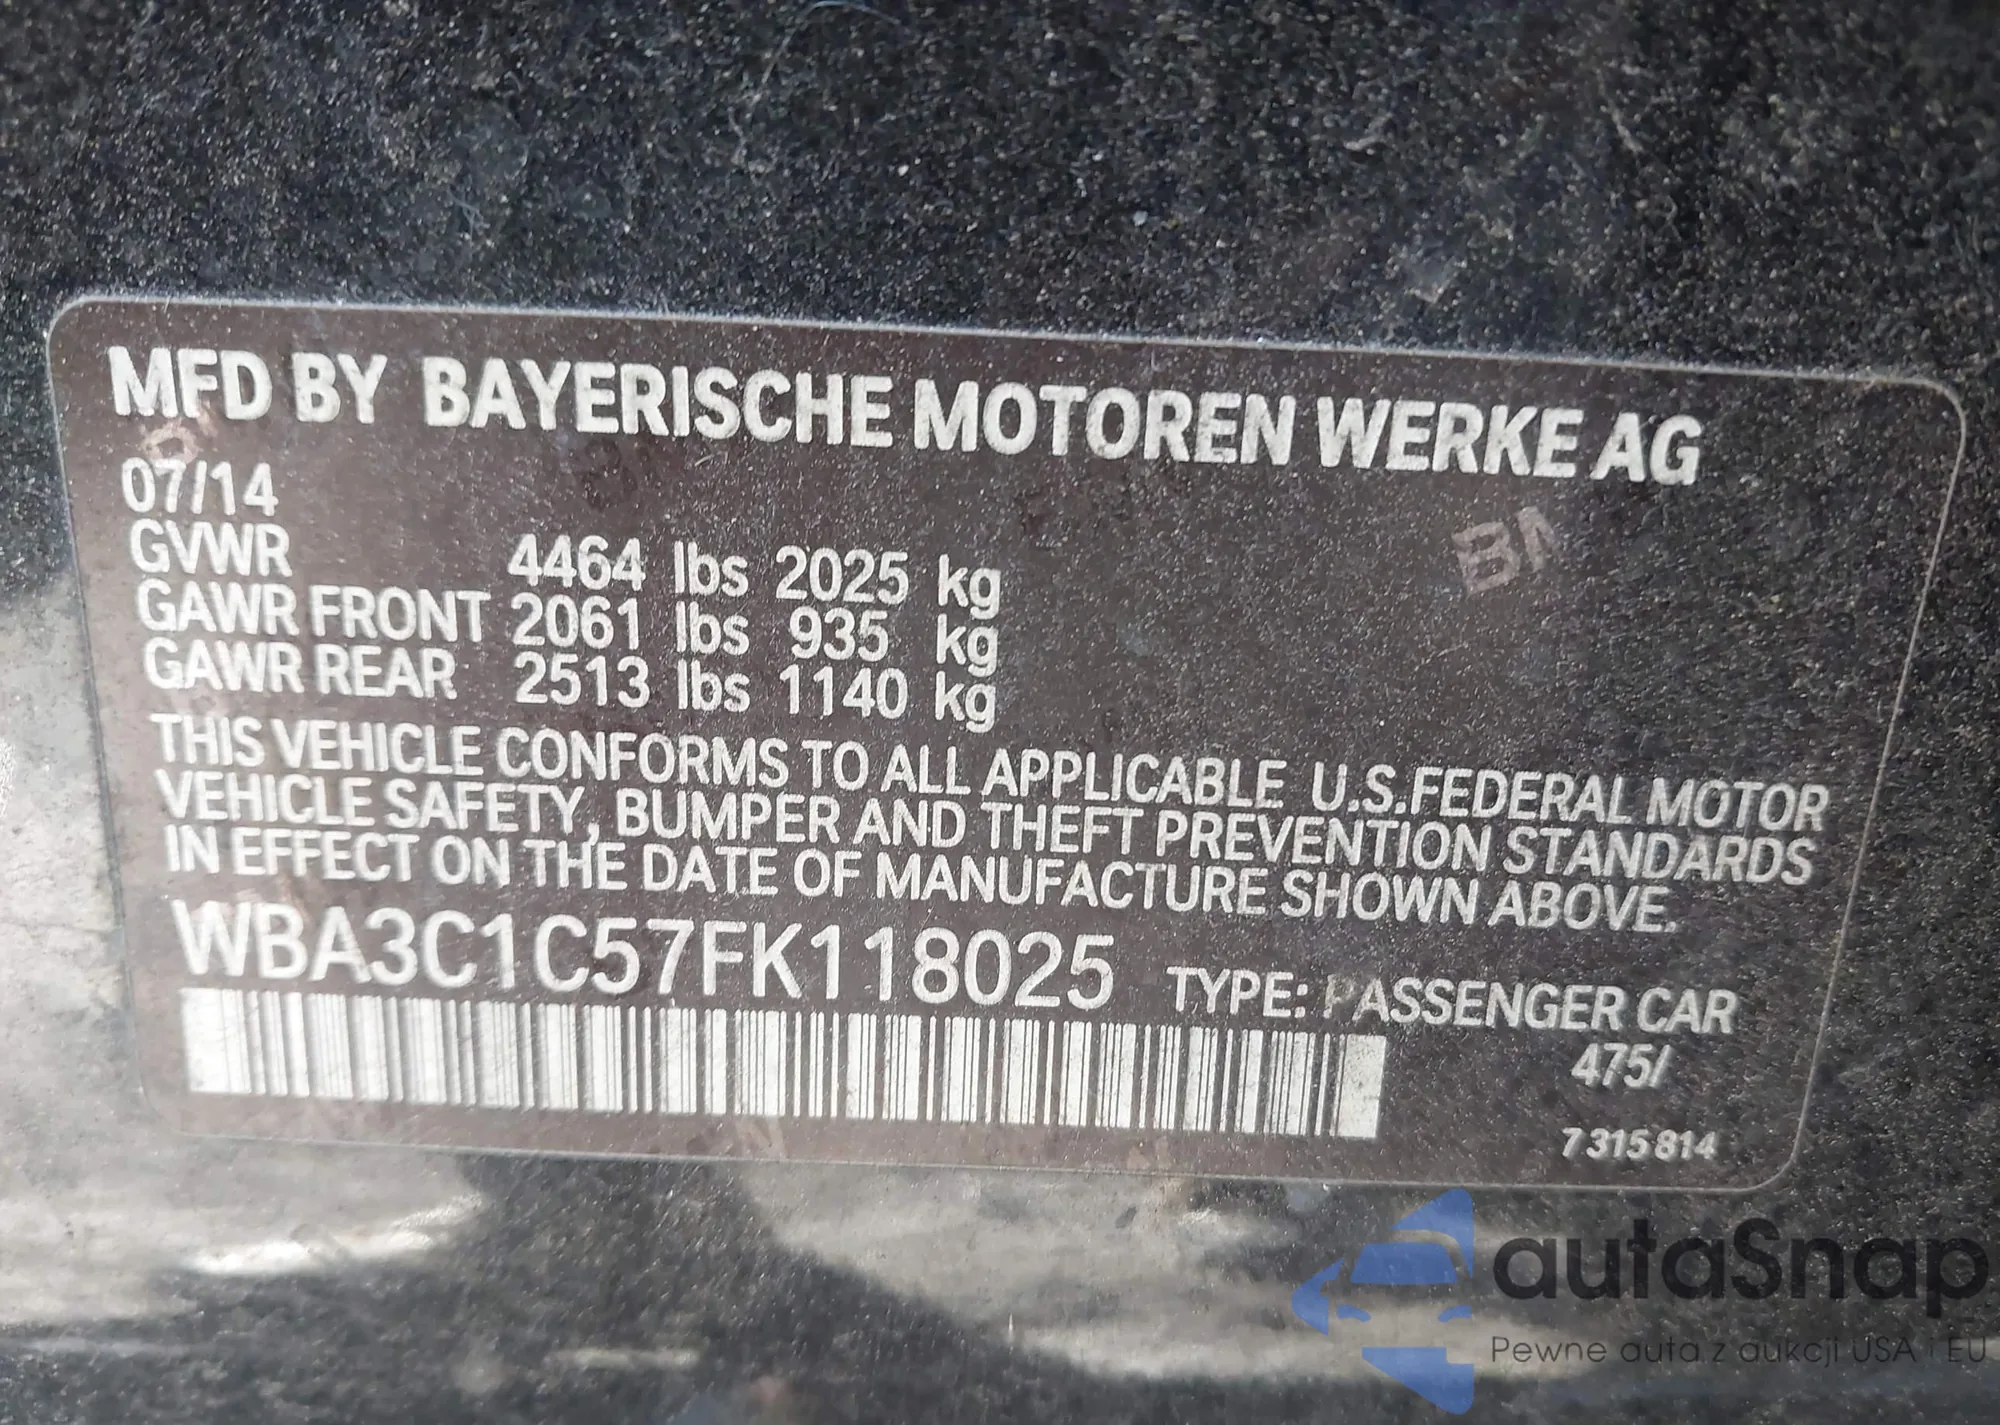 MFD BY BAYERISCHE MOTOREN WERKE AG
07/14
GVWR 4464 lbs 2025 kg
GAWR FRONT 2061 lbs 935 kg
GAWR REAR 2513 lbs 1140 kg
THIS VEHICLE CONFORMS TO ALL APPLICABLE U.S.FEDERAL MOTOR
VEHICLE SAFETY, BUMPER AND THEFT PREVENTION STANDARDS
IN EFFECT ON THE DATE OF MANUFACTURE SHOWN ABOVE.
WBA3C1C57FK118025 TYPE: PASSENGER CAR
475/
7 315 814
autaSnap
Pewne auta z aukcji USA i EU